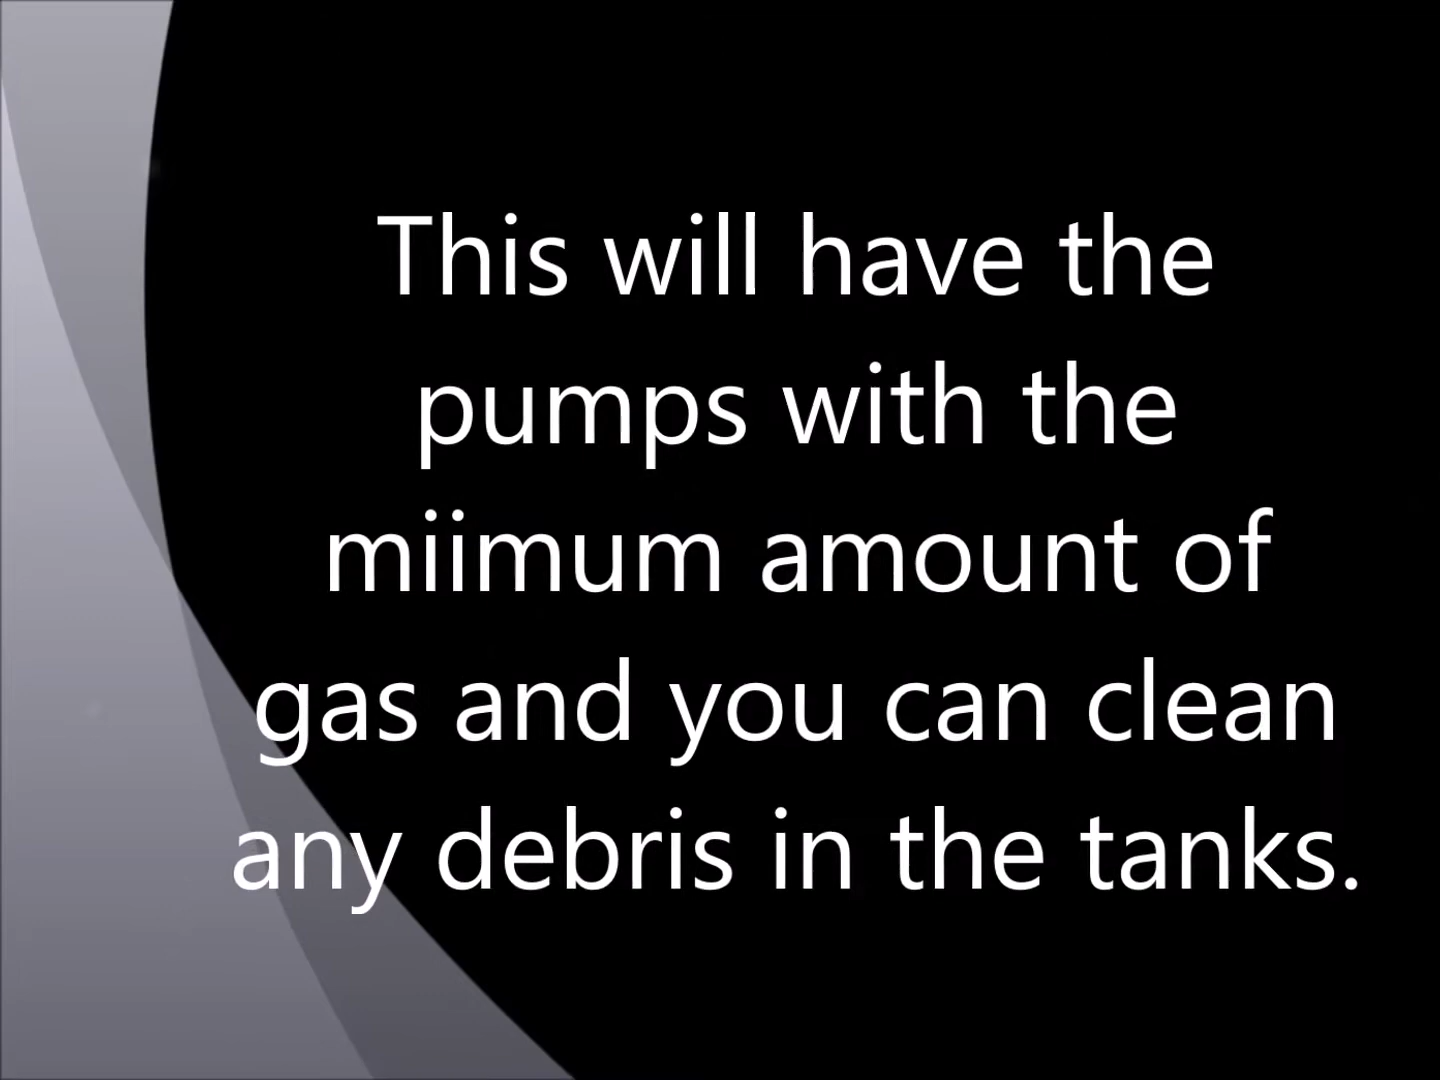 This will have the
pumps with the
miimum amount of
gas and you can clean
any debris in the tanks.